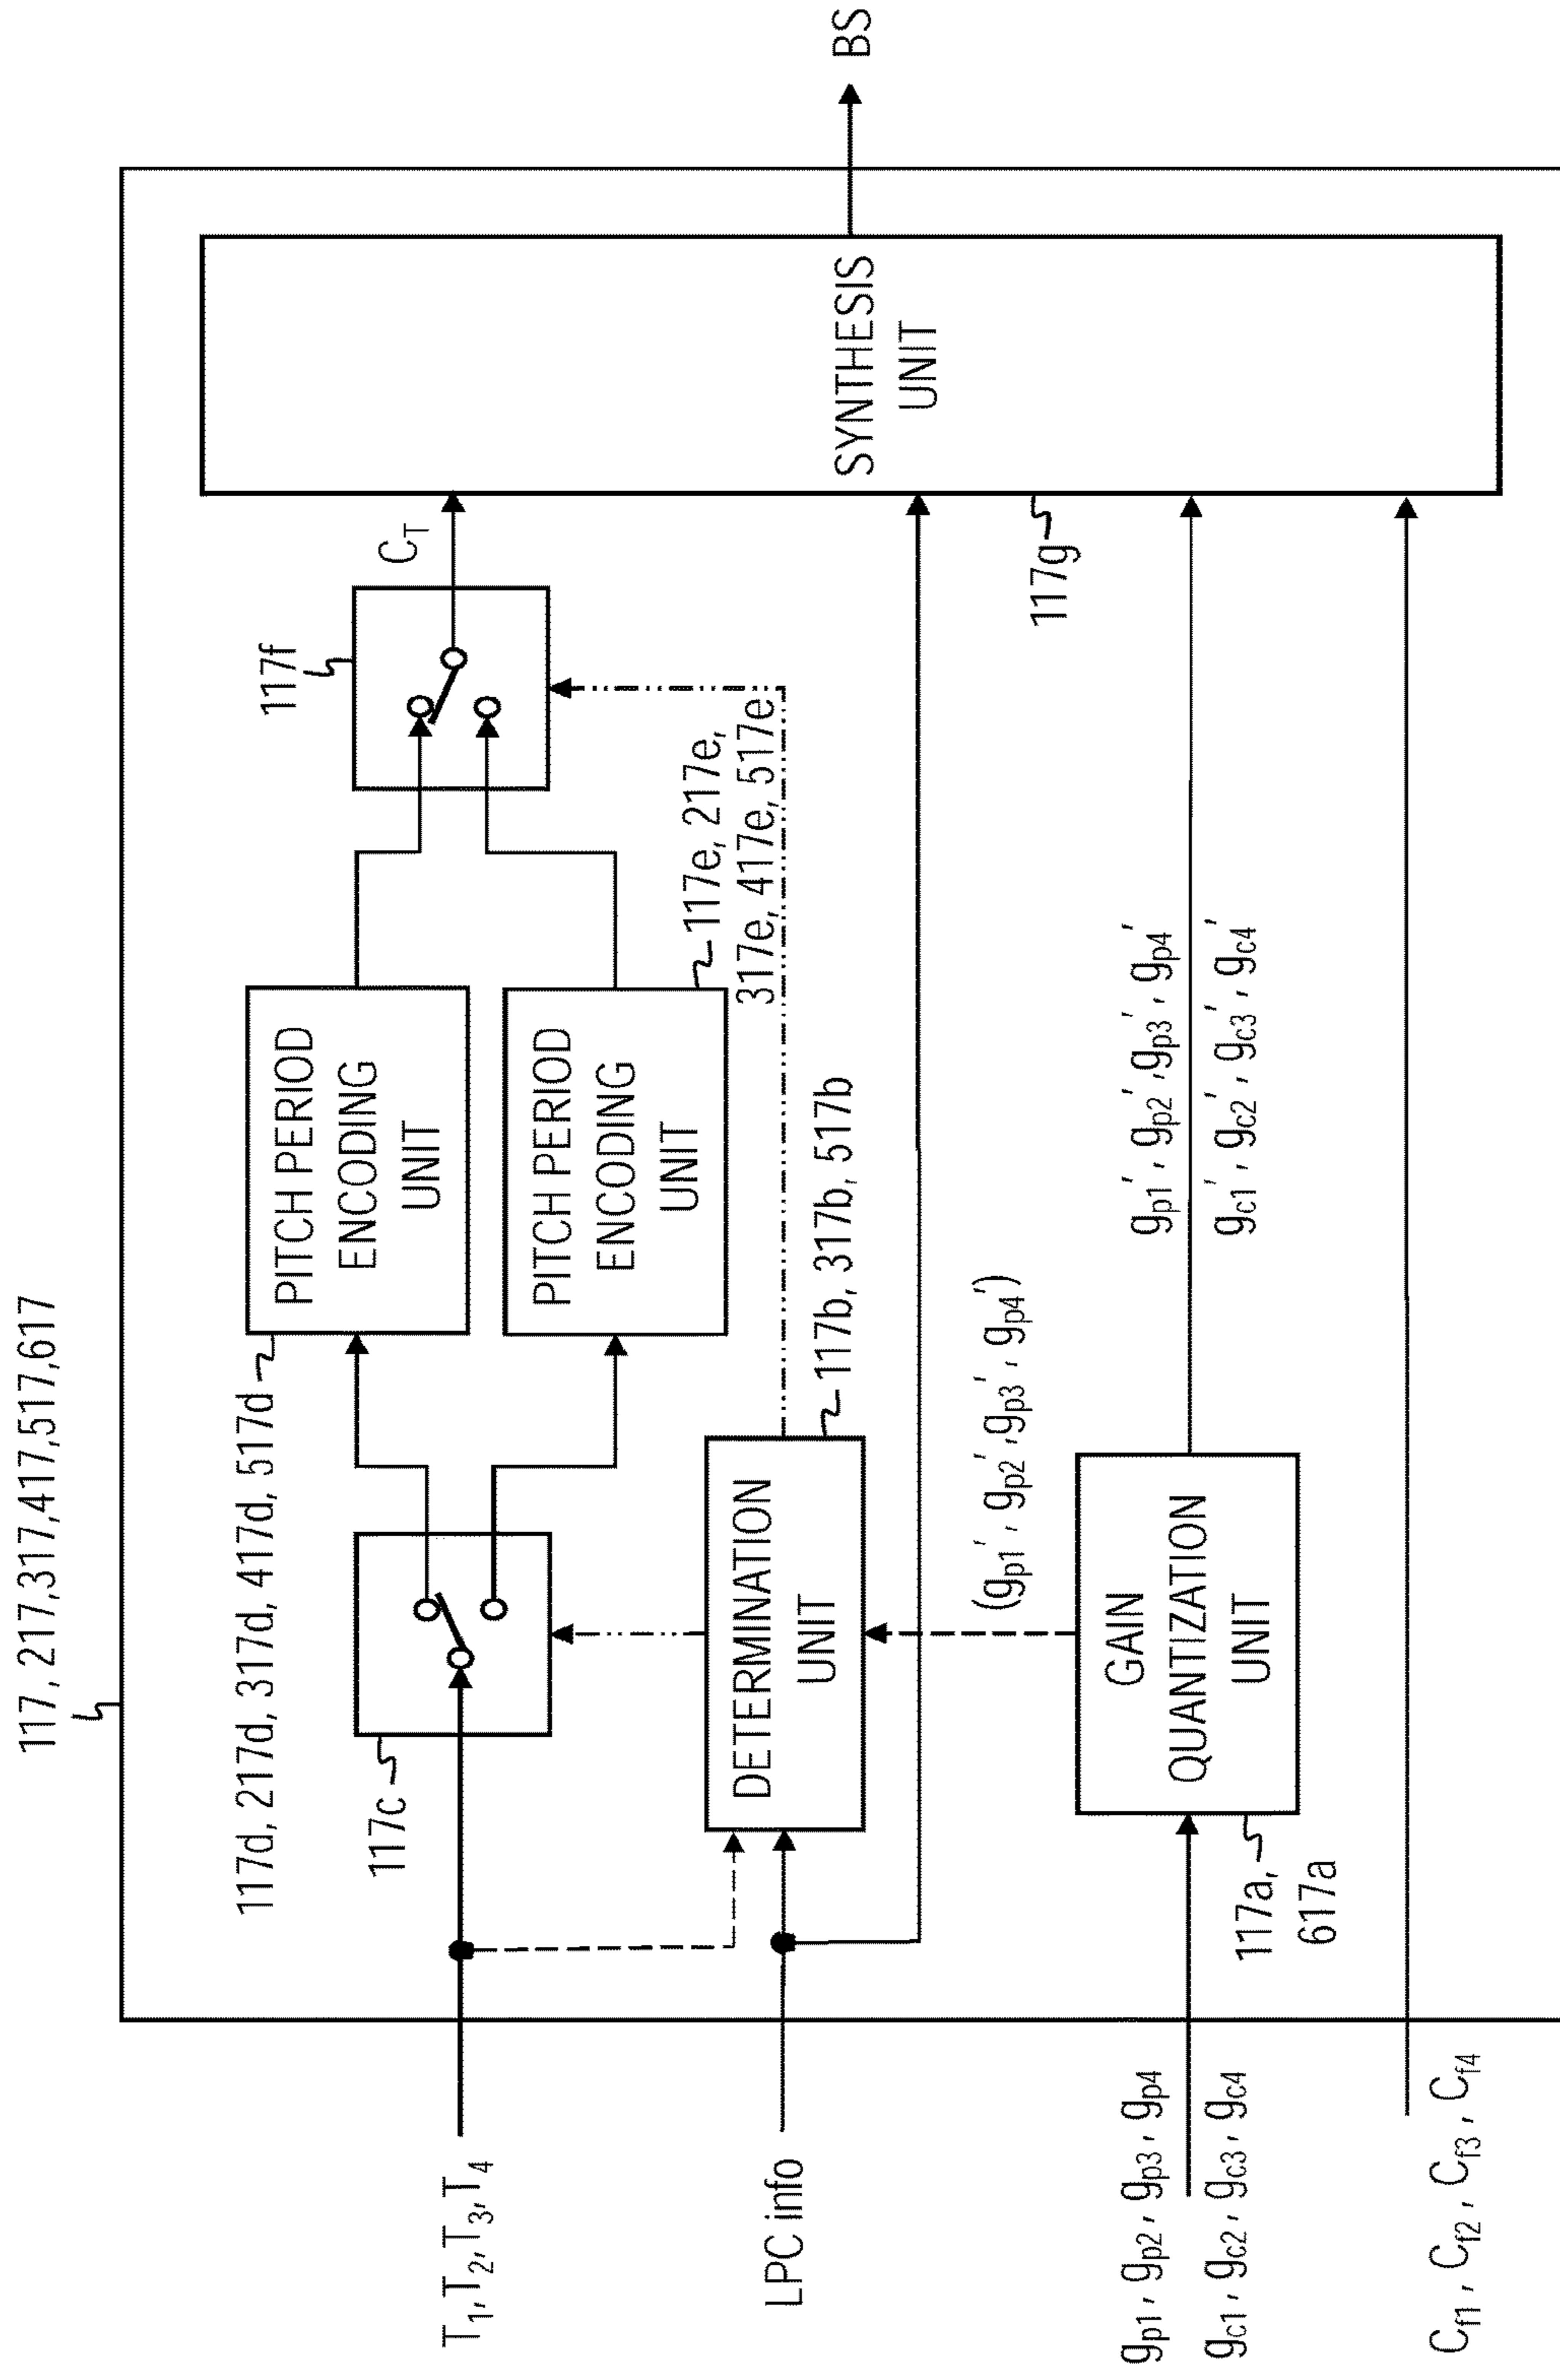 117, 217,317,417,517,617
117d, 217d, 317d, 417d, 517d
117c
PITCH PERIOD
ENCODING
UNIT
PITCH PERIOD
ENCODING
UNIT
117f
C_T
117e, 217e,
317e, 417e, 517e
T_1, T_2, T_3, T_4
LPC info
DETERMINATION
UNIT
117b, 317b, 517b
(g_p1', g_p2', g_p3', g_p4')
g_p1, g_p2, g_p3, g_p4
g_c1, g_c2, g_c3, g_c4
GAIN
QUANTIZATION
UNIT
117a,
617a
g_p1', g_p2', g_p3', g_p4'
g_c1', g_c2', g_c3', g_c4'
C_f1, C_f2, C_f3, C_f4
117g
SYNTHESIS
UNIT
BS